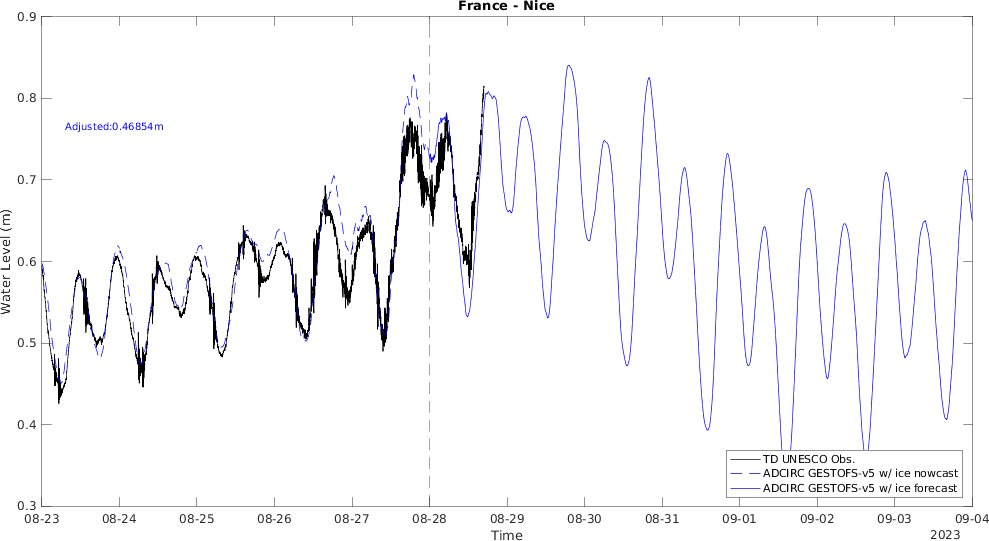 France - Nice
0.9
0.8
0.7
0.6
0.5
0.4
0.3
Water Level (m)
Adjusted:0.46854m
TD UNESCO Obs.
ADCIRC GESTOFS-v5 w/ ice nowcast
ADCIRC GESTOFS-v5 w/ ice forecast
08-23 08-24 08-25 08-26 08-27 08-28 08-29 08-30 08-31 09-01 09-02 09-03 09-04
Time
2023